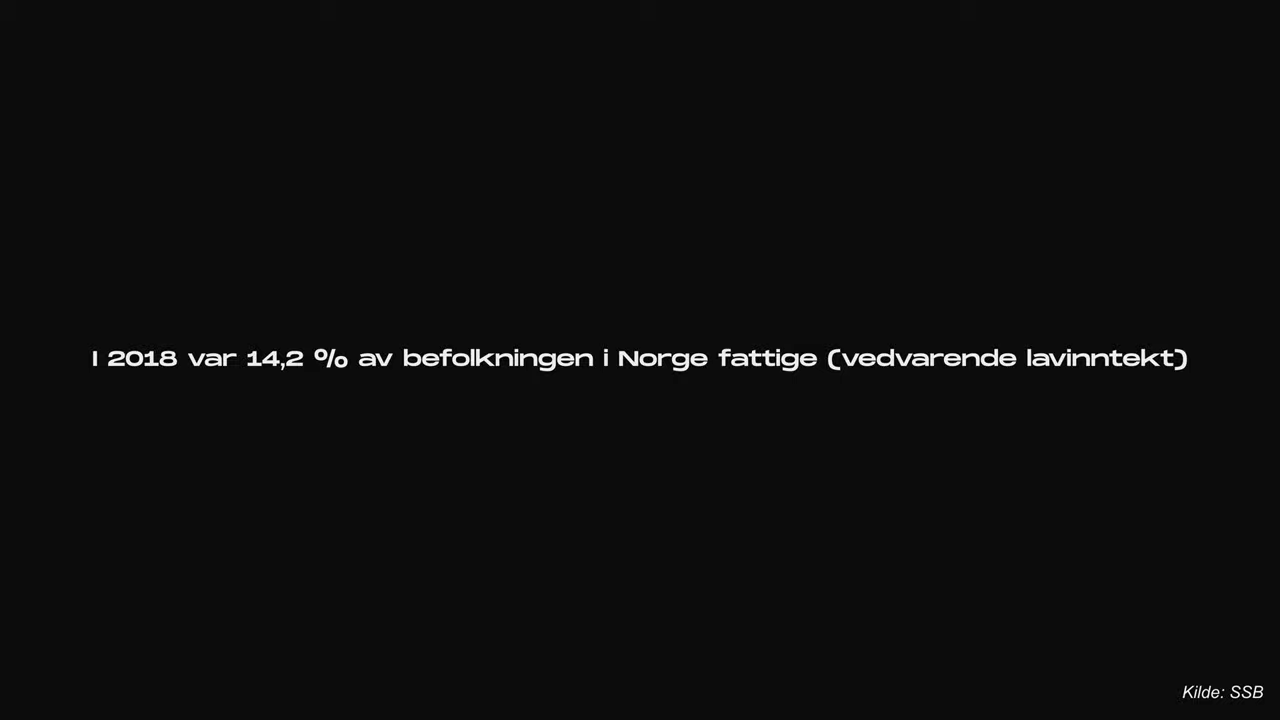 I 2018 var 14,2 % av befolkningen i Norge fattige (vedvarende lavinntekt)
Kilde: SSB